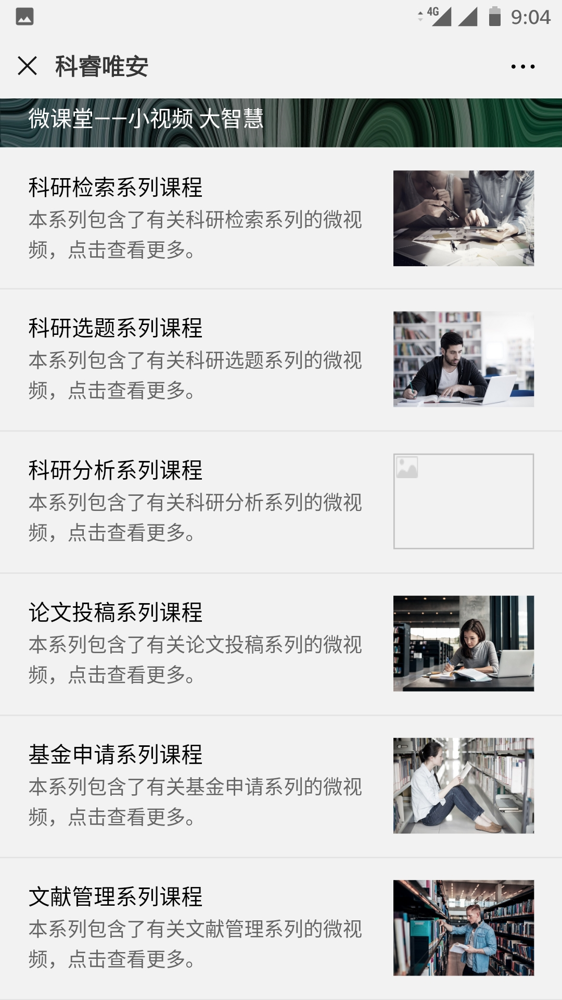 4G 9:04
科睿唯安
微课堂——小视频 大智慧
科研检索系列课程
本系列包含了有关科研检索系列的微视
频，点击查看更多。
科研选题系列课程
本系列包含了有关科研选题系列的微视
频，点击查看更多。
科研分析系列课程
本系列包含了有关科研分析系列的微视
频，点击查看更多。
论文投稿系列课程
本系列包含了有关论文投稿系列的微视
频，点击查看更多。
基金申请系列课程
本系列包含了有关基金申请系列的微视
频，点击查看更多。
文献管理系列课程
本系列包含了有关文献管理系列的微视
频，点击查看更多。